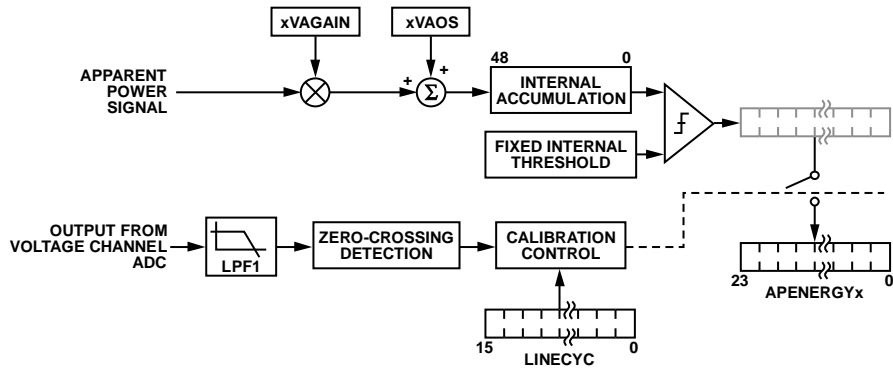 xVAGAIN
xVAOS
APPARENT
POWER
SIGNAL
+
+
Σ
48
0
INTERNAL
ACCUMULATION
FIXED INTERNAL
THRESHOLD
OUTPUT FROM
VOLTAGE CHANNEL
ADC
LPF1
ZERO-CROSSING
DETECTION
CALIBRATION
CONTROL
15
0
LINECYC
23
0
APENERGYx